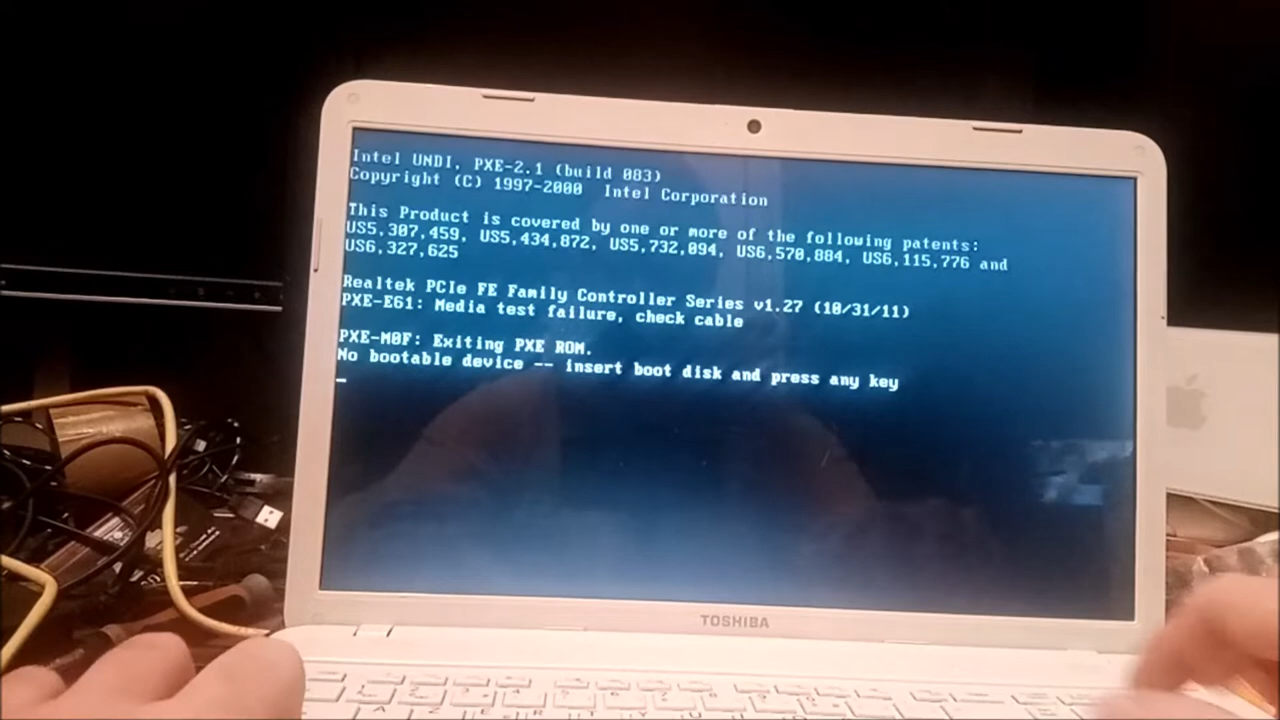 Intel UNDI, PXE-2.1 (build 083)
Copyright (C) 1997-2000  Intel Corporation
This Product is covered by one or more of the following patents:
US5,307,459, US5,434,872, US5,732,094, US6,570,884, US6,115,776 and
US6,327,625
Realtek PCIe FE Family Controller Series v1.27 (10/31/11)
PXE-E61: Media test failure, check cable
PXE-M0F: Exiting PXE ROM.
No bootable device -- insert boot disk and press any key
TOSHIBA
A Z E R T Y U